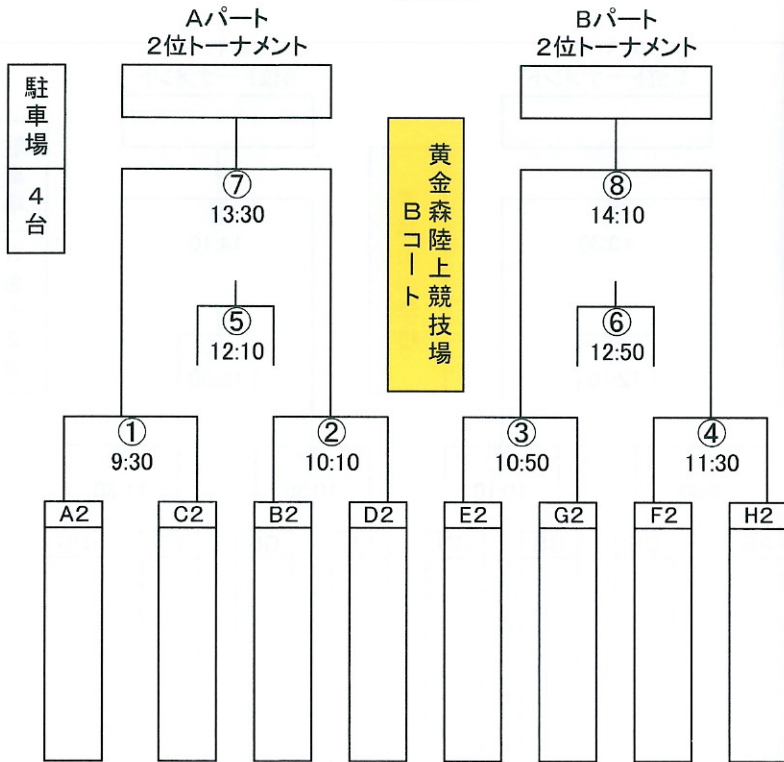 Aパート
2位トーナメント
Bパート
2位トーナメント
駐車場
4台
黄金森陸上競技場
Bコート
⑦
13:30
⑧
14:10
⑤
12:10
⑥
12:50
①
9:30
②
10:10
③
10:50
④
11:30
A2
C2
B2
D2
E2
G2
F2
H2